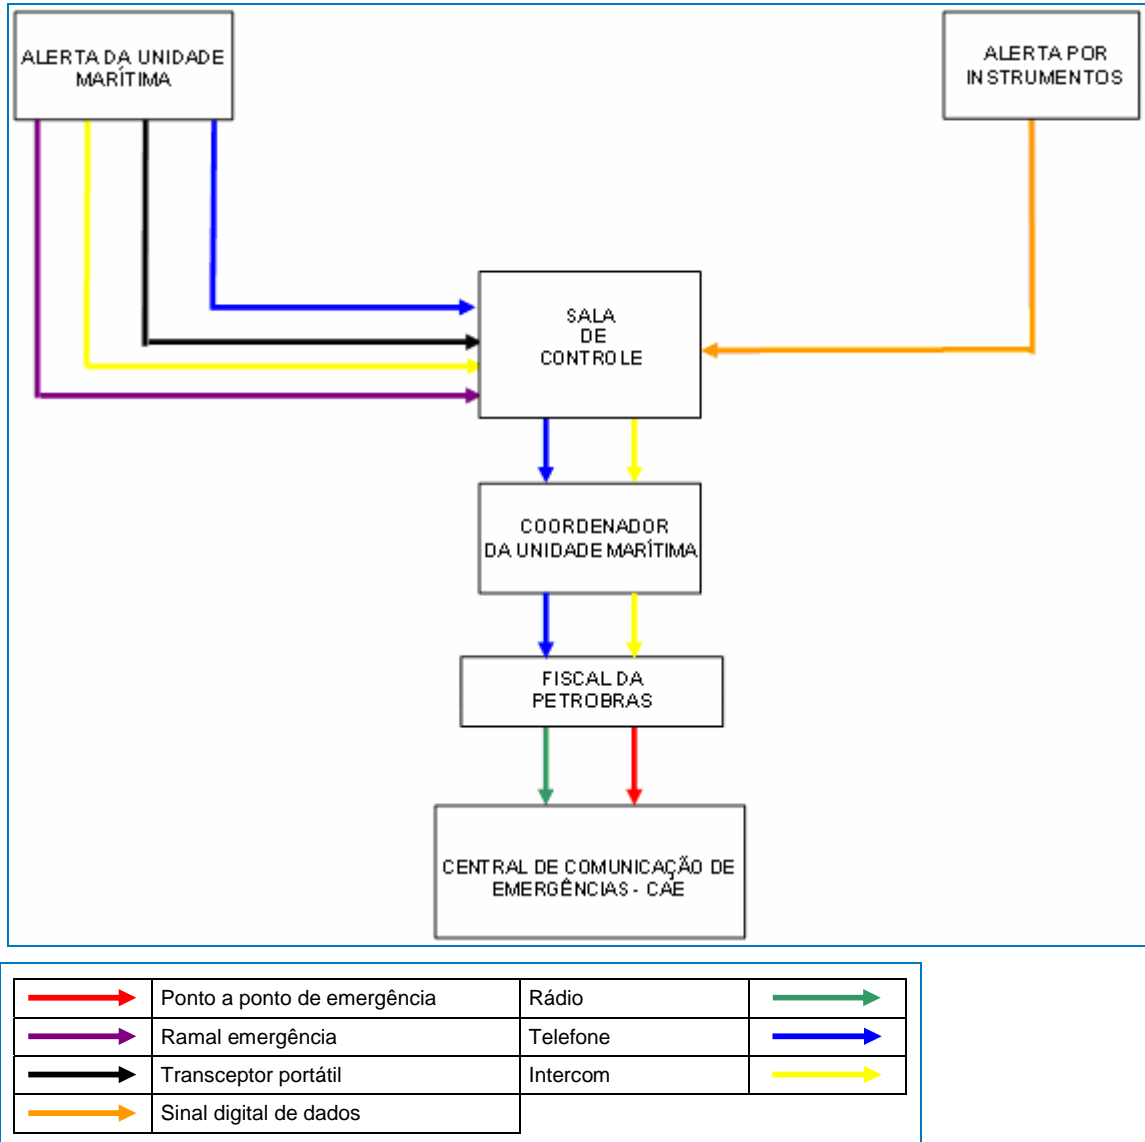 ALERTA DA UNIDADE
MARÍTIMA
ALERTA POR
INSTRUMENTOS
SALA
DE
CONTROLE
COORDENADOR
DA UNIDADE MARÍTIMA
FISCAL DA
PETROBRAS
CENTRAL DE COMUNICAÇÃO DE
EMERGÊNCIAS - CAE
Ponto a ponto de emergência
Rádio
Ramal emergência
Telefone
Transceptor portátil
Intercom
Sinal digital de dados